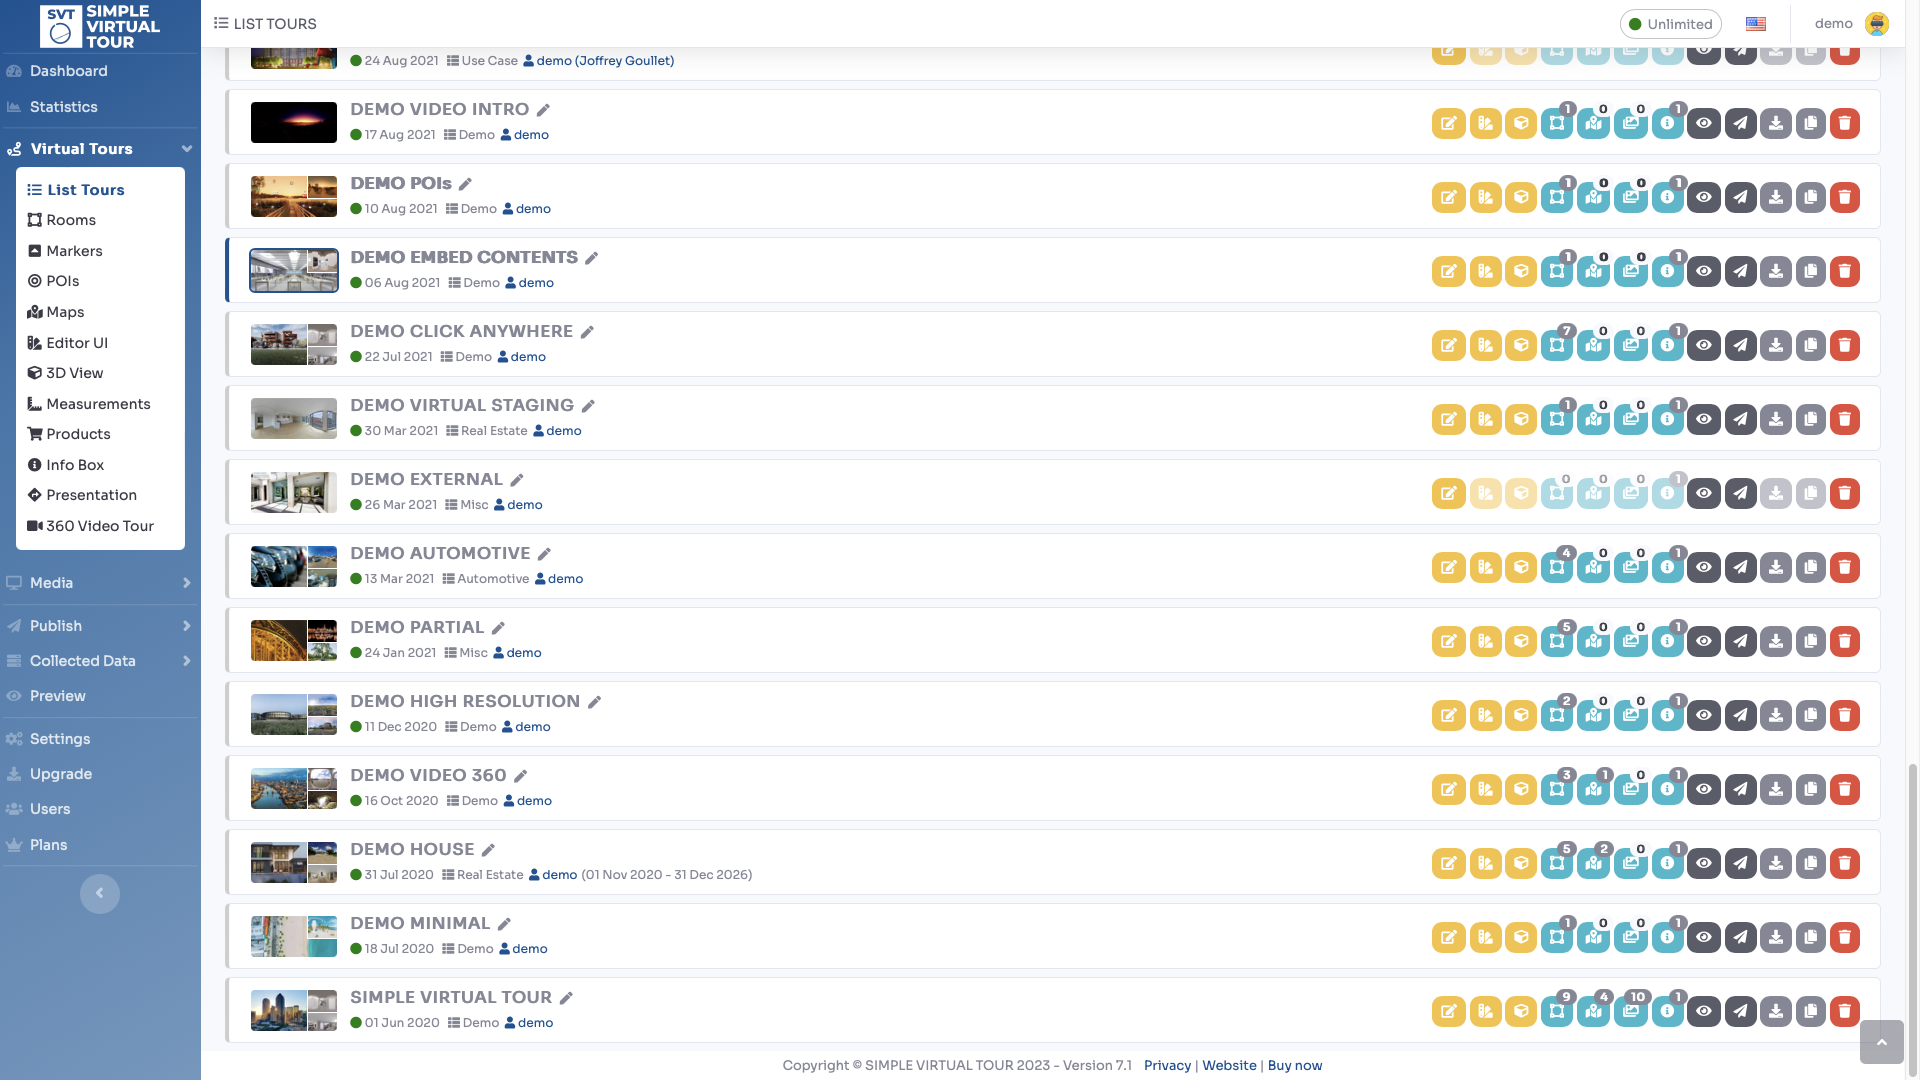 SVT SIMPLE VIRTUAL TOUR
LIST TOURS
Unlimited
demo
Dashboard
Statistics
Virtual Tours
List Tours
Rooms
Markers
POIs
Maps
Editor UI
3D View
Measurements
Products
Info Box
Presentation
360 Video Tour
Media
Publish
Collected Data
Preview
Settings
Upgrade
Users
Plans
24 Aug 2021 Use Case demo (Joffrey Goullet)
DEMO VIDEO INTRO
17 Aug 2021 Demo demo
1 0 0 1
DEMO POIs
10 Aug 2021 Demo demo
1 0 0 1
DEMO EMBED CONTENTS
06 Aug 2021 Demo demo
1 0 0 1
DEMO CLICK ANYWHERE
22 Jul 2021 Demo demo
7 0 0 1
DEMO VIRTUAL STAGING
30 Mar 2021 Real Estate demo
1 0 0 1
DEMO EXTERNAL
26 Mar 2021 Misc demo
0 0 0 1
DEMO AUTOMOTIVE
13 Mar 2021 Automotive demo
4 0 0 1
DEMO PARTIAL
24 Jan 2021 Misc demo
5 0 0 1
DEMO HIGH RESOLUTION
11 Dec 2020 Demo demo
2 0 0 1
DEMO VIDEO 360
16 Oct 2020 Demo demo
3 1 0 1
DEMO HOUSE
31 Jul 2020 Real Estate demo (01 Nov 2020 - 31 Dec 2026)
5 2 0 1
DEMO MINIMAL
18 Jul 2020 Demo demo
1 0 0 1
SIMPLE VIRTUAL TOUR
01 Jun 2020 Demo demo
9 4 10 1
Copyright © SIMPLE VIRTUAL TOUR 2023 - Version 7.1 Privacy | Website | Buy now